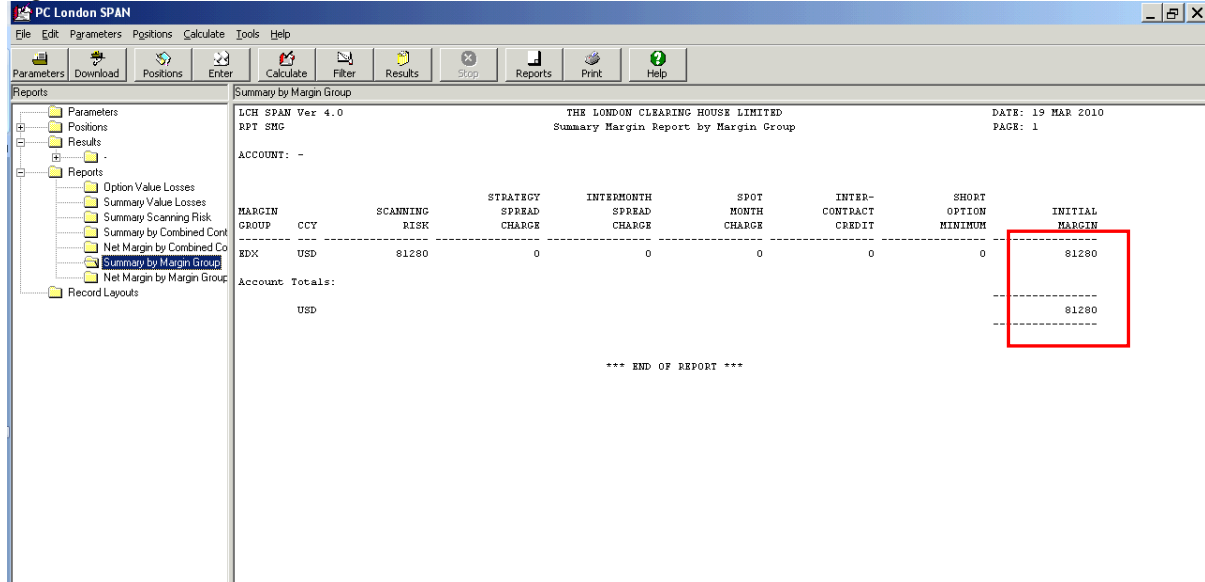 PC London SPAN
File Edit Parameters Positions Calculate Tools Help
Parameters Download Positions Enter Calculate Filter Results Stop Reports Print Help
Reports
Parameters
Positions
Results
-
Reports
Option Value Losses
Summary Value Losses
Summary Scanning Risk
Summary by Combined Cont
Net Margin by Combined Co
Summary by Margin Group
Net Margin by Margin Group
Record Layouts
Summary by Margin Group
LCH SPAN Ver 4.0 THE LONDON CLEARING HOUSE LIMITED DATE: 19 MAR 2010
RPT SMG Summary Margin Report by Margin Group PAGE: 1
ACCOUNT: -
STRATEGY INTERMONTH SPOT INTER- SHORT
MARGIN SCANNING SPREAD SPREAD MONTH CONTRACT OPTION INITIAL
GROUP CCY RISK CHARGE CHARGE CHARGE CREDIT MINIMUM MARGIN
EDX USD 81280 0 0 0 0 0 81280
Account Totals:
USD 81280
*** END OF REPORT ***